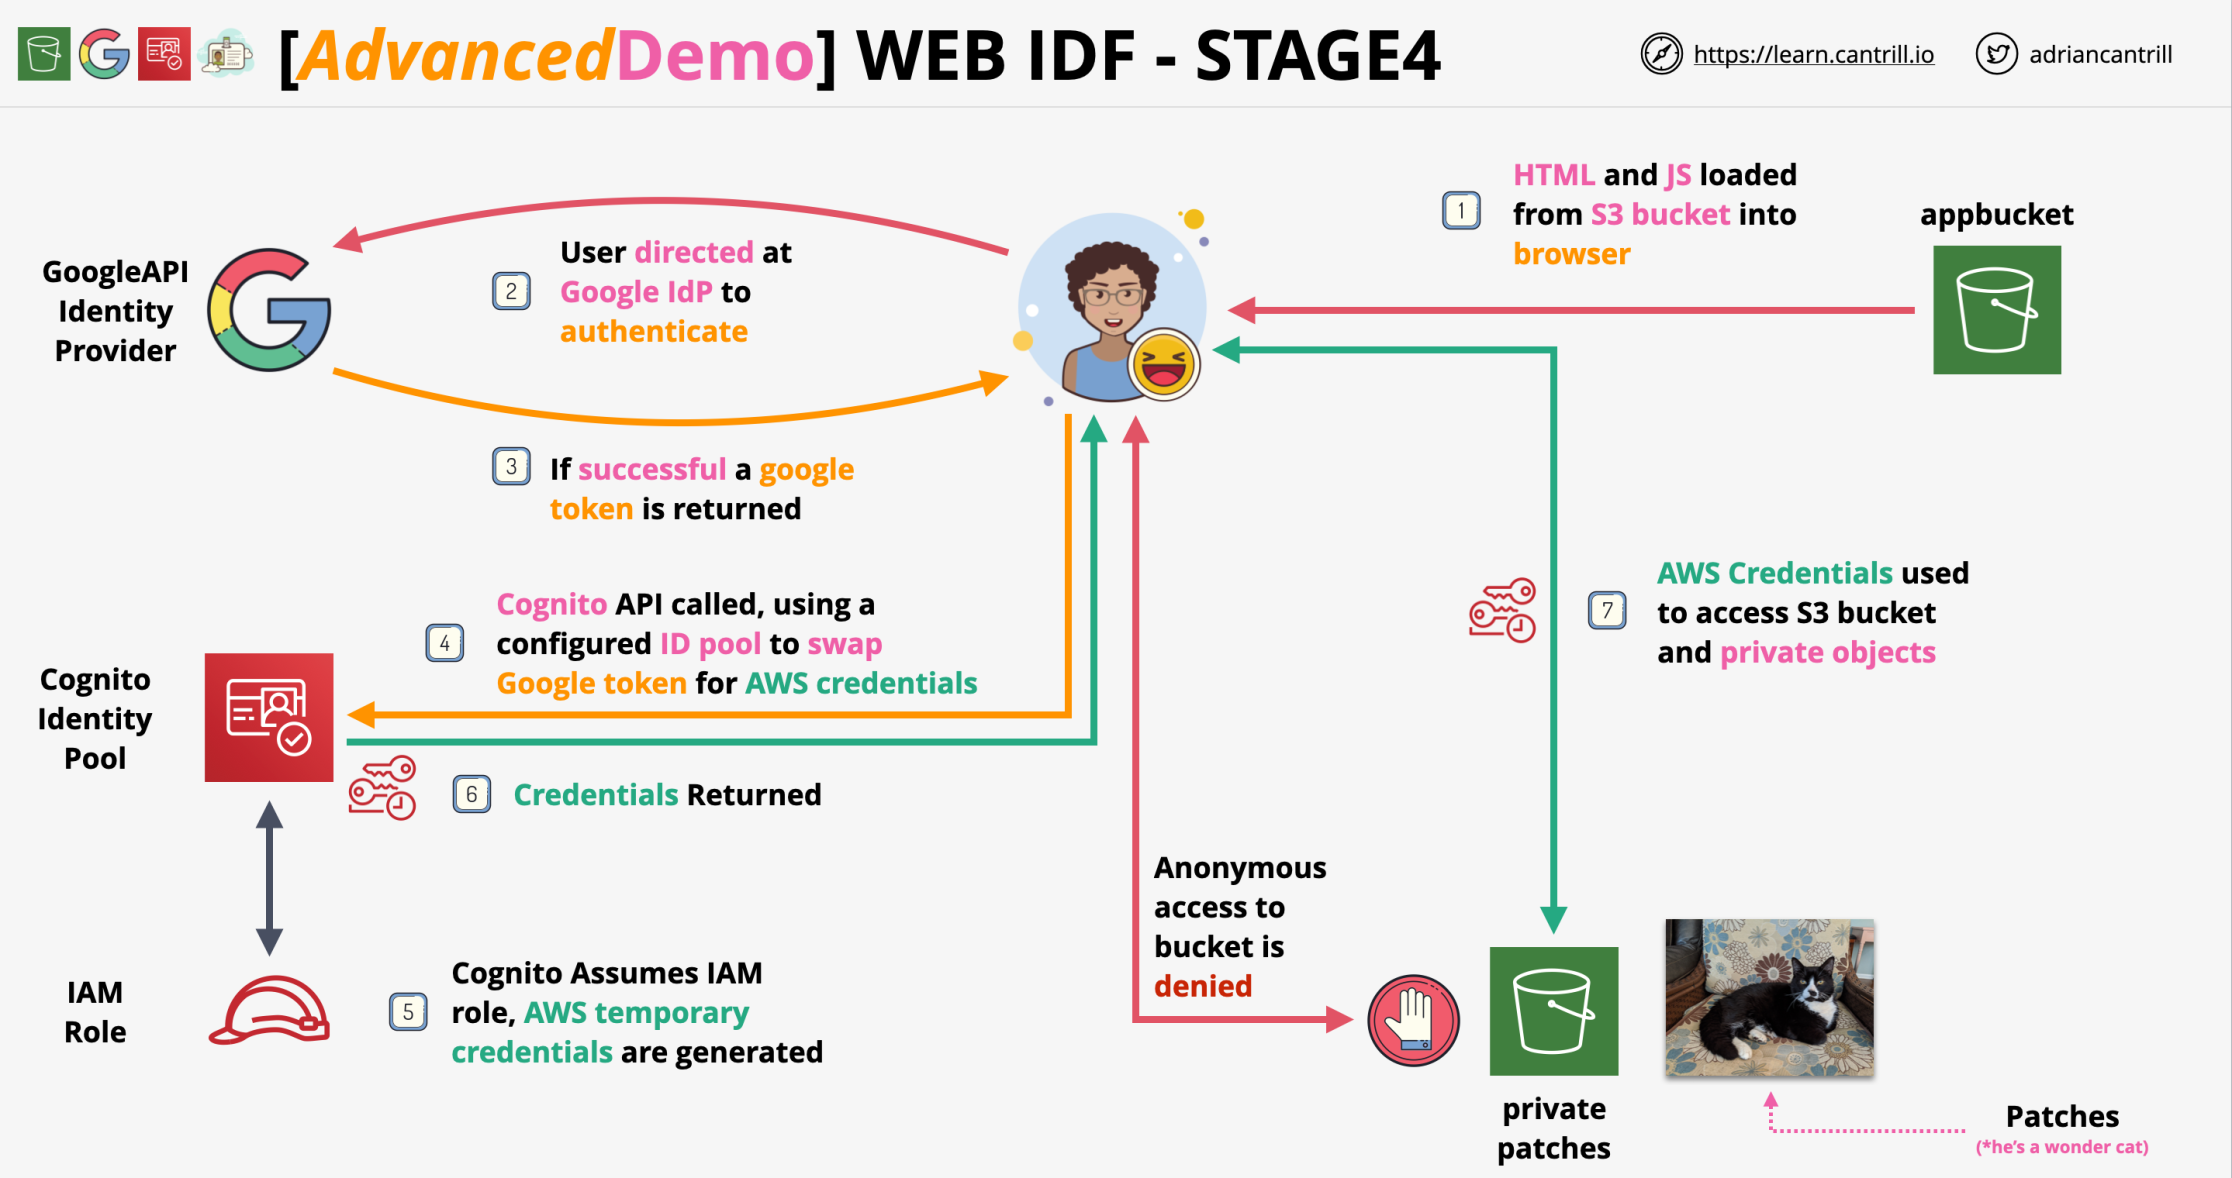 [AdvancedDemo] WEB IDF - STAGE4
https://learn.cantrill.io
adriancantrill
1
HTML and JS loaded
from S3 bucket into
browser
appbucket
GoogleAPI
Identity
Provider
2
User directed at
Google IdP to
authenticate
3
If successful a google
token is returned
4
Cognito API called, using a
configured ID pool to swap
Google token for AWS credentials
Cognito
Identity
Pool
7
AWS Credentials used
to access S3 bucket
and private objects
6
Credentials Returned
Anonymous
access to
bucket is
denied
IAM
Role
5
Cognito Assumes IAM
role, AWS temporary
credentials are generated
private
patches
Patches
(*he's a wonder cat)